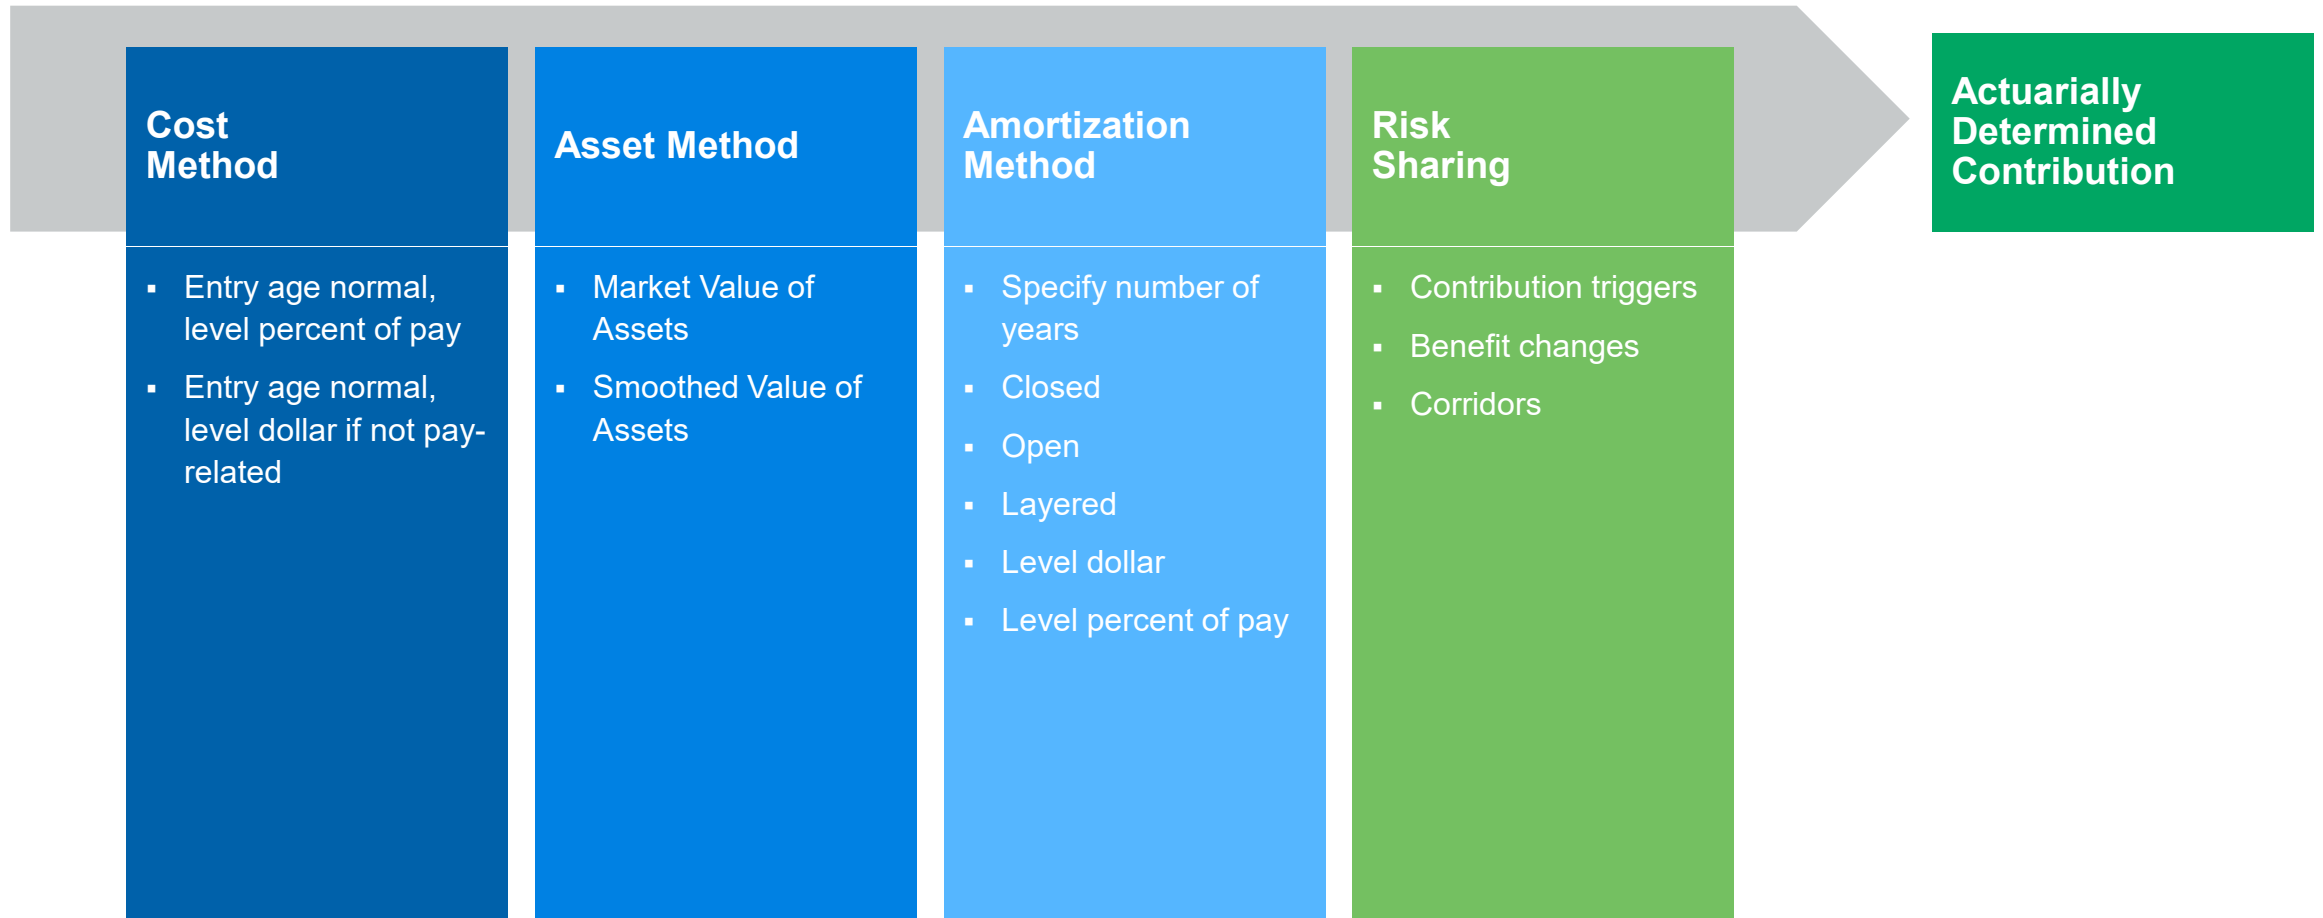 Cost
Method
▪ Entry age normal,
level percent of pay
▪ Entry age normal,
level dollar if not pay-
related
Asset Method
▪ Market Value of
Assets
▪ Smoothed Value of
Assets
Amortization
Method
▪ Specify number of
years
▪ Closed
▪ Open
▪ Layered
▪ Level dollar
▪ Level percent of pay
Risk
Sharing
▪ Contribution triggers
▪ Benefit changes
▪ Corridors
Actuarially
Determined
Contribution